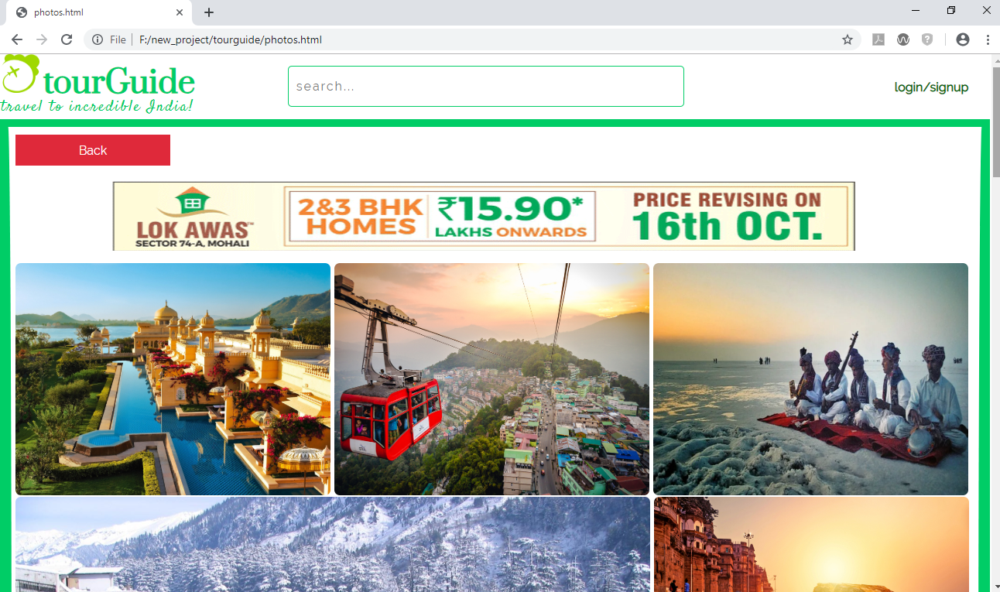 photos.html
File
F:/new_project/tourguide/photos.html
tourGuide
travel to incredible India!
search...
login/signup
Back
LOK AWAS™
SECTOR 74-A, MOHALI
2&3 BHK
HOMES
₹15.90*
LAKHS ONWARDS
PRICE REVISING ON
16th OCT.